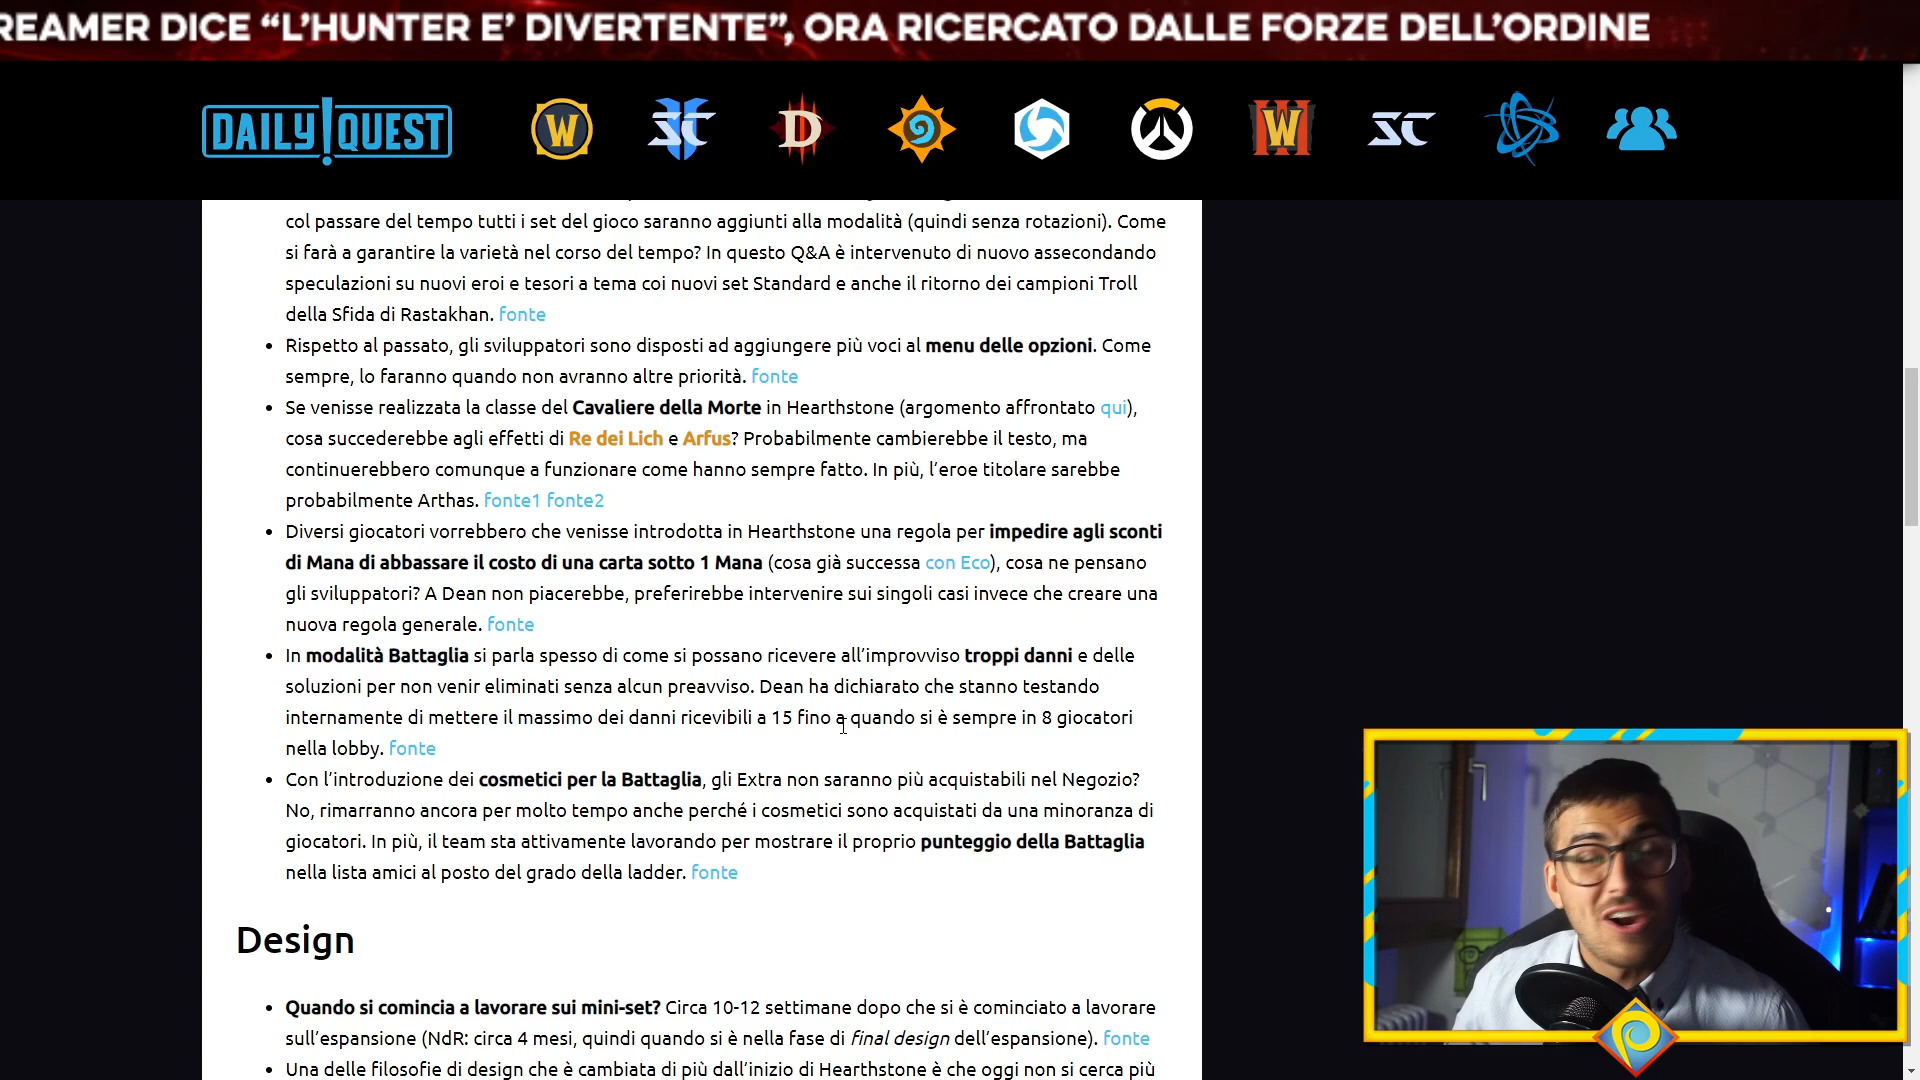 REAMER DICE “L’HUNTER E’ DIVERTENTE”, ORA RICERCATO DALLE FORZE DELL’ORDINE
DAILY!QUEST
col passare del tempo tutti i set del gioco saranno aggiunti alla modalità (quindi senza rotazioni). Come
si farà a garantire la varietà nel corso del tempo? In questo Q&A è intervenuto di nuovo assecondando
speculazioni su nuovi eroi e tesori a tema coi nuovi set Standard e anche il ritorno dei campioni Troll
della Sfida di Rastakhan. fonte
• Rispetto al passato, gli sviluppatori sono disposti ad aggiungere più voci al menu delle opzioni. Come
sempre, lo faranno quando non avranno altre priorità. fonte
• Se venisse realizzata la classe del Cavaliere della Morte in Hearthstone (argomento affrontato qui),
cosa succederebbe agli effetti di Re dei Lich e Arfus? Probabilmente cambierebbe il testo, ma
continuerebbero comunque a funzionare come hanno sempre fatto. In più, l’eroe titolare sarebbe
probabilmente Arthas. fonte1 fonte2
• Diversi giocatori vorrebbero che venisse introdotta in Hearthstone una regola per impedire agli sconti
di Mana di abbassare il costo di una carta sotto 1 Mana (cosa già successa con Eco), cosa ne pensano
gli sviluppatori? A Dean non piacerebbe, preferirebbe intervenire sui singoli casi invece che creare una
nuova regola generale. fonte
• In modalità Battaglia si parla spesso di come si possano ricevere all’improvviso troppi danni e delle
soluzioni per non venir eliminati senza alcun preavviso. Dean ha dichiarato che stanno testando
internamente di mettere il massimo dei danni ricevibili a 15 fino a quando si è sempre in 8 giocatori
nella lobby. fonte
• Con l’introduzione dei cosmetici per la Battaglia, gli Extra non saranno più acquistabili nel Negozio?
No, rimarranno ancora per molto tempo anche perché i cosmetici sono acquistati da una minoranza di
giocatori. In più, il team sta attivamente lavorando per mostrare il proprio punteggio della Battaglia
nella lista amici al posto del grado della ladder. fonte
Design
• Quando si comincia a lavorare sui mini-set? Circa 10-12 settimane dopo che si è cominciato a lavorare
sull’espansione (NdR: circa 4 mesi, quindi quando si è nella fase di final design dell’espansione). fonte
• Una delle filosofie di design che è cambiata di più dall’inizio di Hearthstone è che oggi non si cerca più